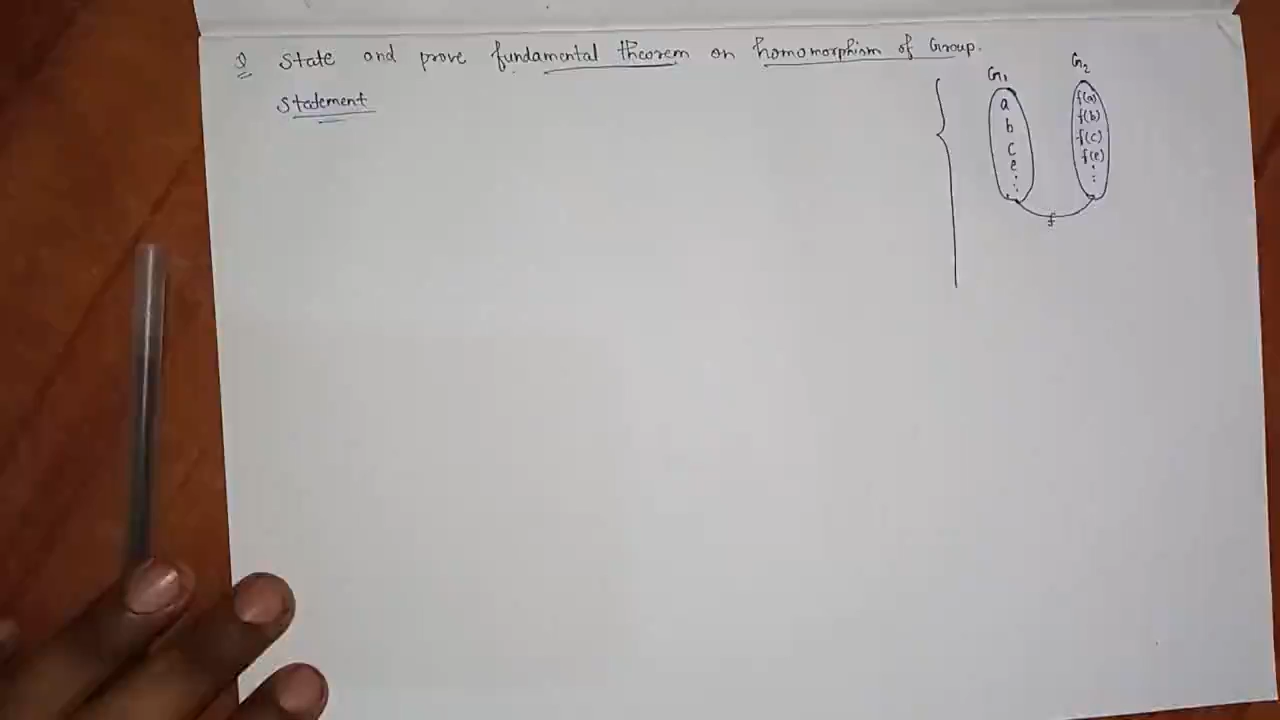 Q State and prove fundamental theorem on homomorphism of Group.
Statement
G1 G2
a f(a)
b f(b)
c f(c)
e f(e)
⋮ ⋮
f